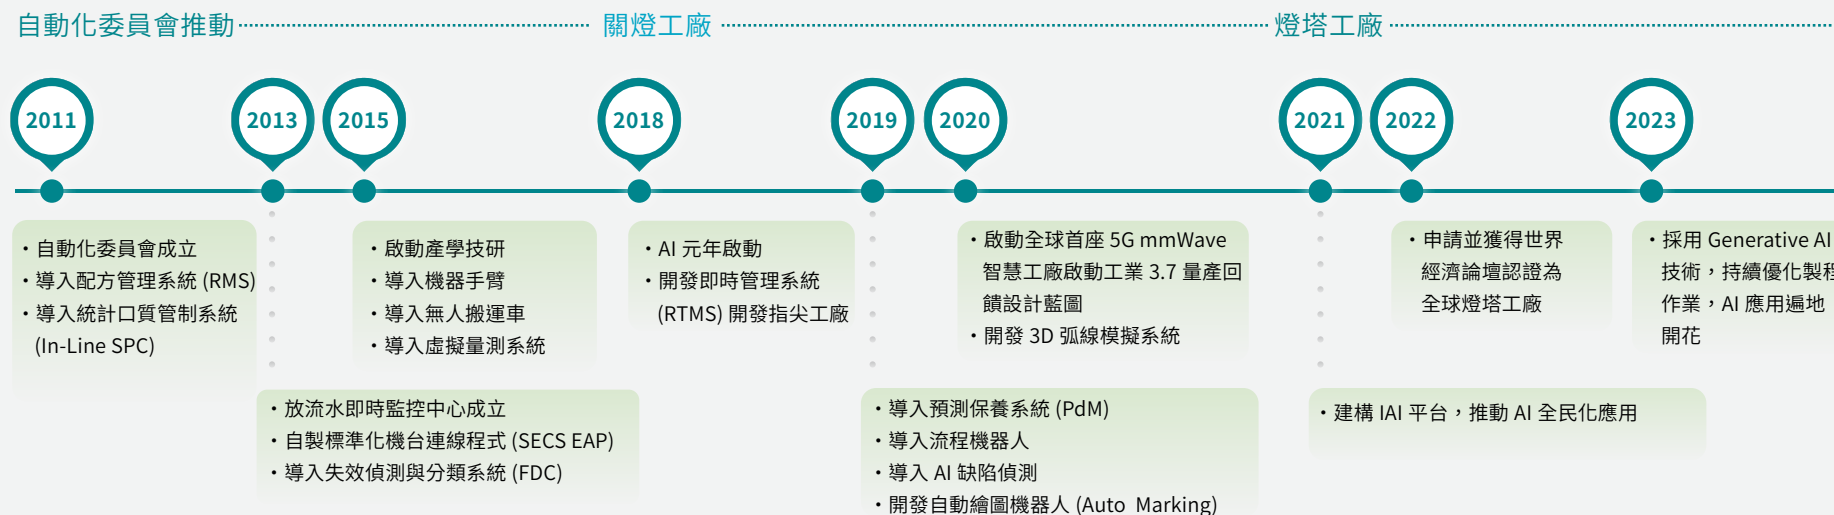 自動化委員會推動
關燈工廠
燈塔工廠
2011
2013
2015
2018
2019
2020
2021
2022
2023
・自動化委員會成立
・導入配方管理系統 (RMS)
・導入統計口質管制系統
(In-Line SPC)
・放流水即時監控中心成立
・自製標準化機台連線程式 (SECS EAP)
・導入失效偵測與分類系統 (FDC)
・啟動產學技研
・導入機器手臂
・導入無人搬運車
・導入虛擬量測系統
・AI 元年啟動
・開發即時管理系統
(RTMS) 開發指尖工廠
・導入預測保養系統 (PdM)
・導入流程機器人
・導入 AI 缺陷偵測
・開發自動繪圖機器人 (Auto Marking)
・啟動全球首座 5G mmWave
智慧工廠啟動工業 3.7 量產回
饋設計藍圖
・開發 3D 弧線模擬系統
・建構 IAI 平台，推動 AI 全民化應用
・申請並獲得世界
經濟論壇認證為
全球燈塔工廠
・採用 Generative AI
技術，持續優化製程
作業，AI 應用遍地
開花